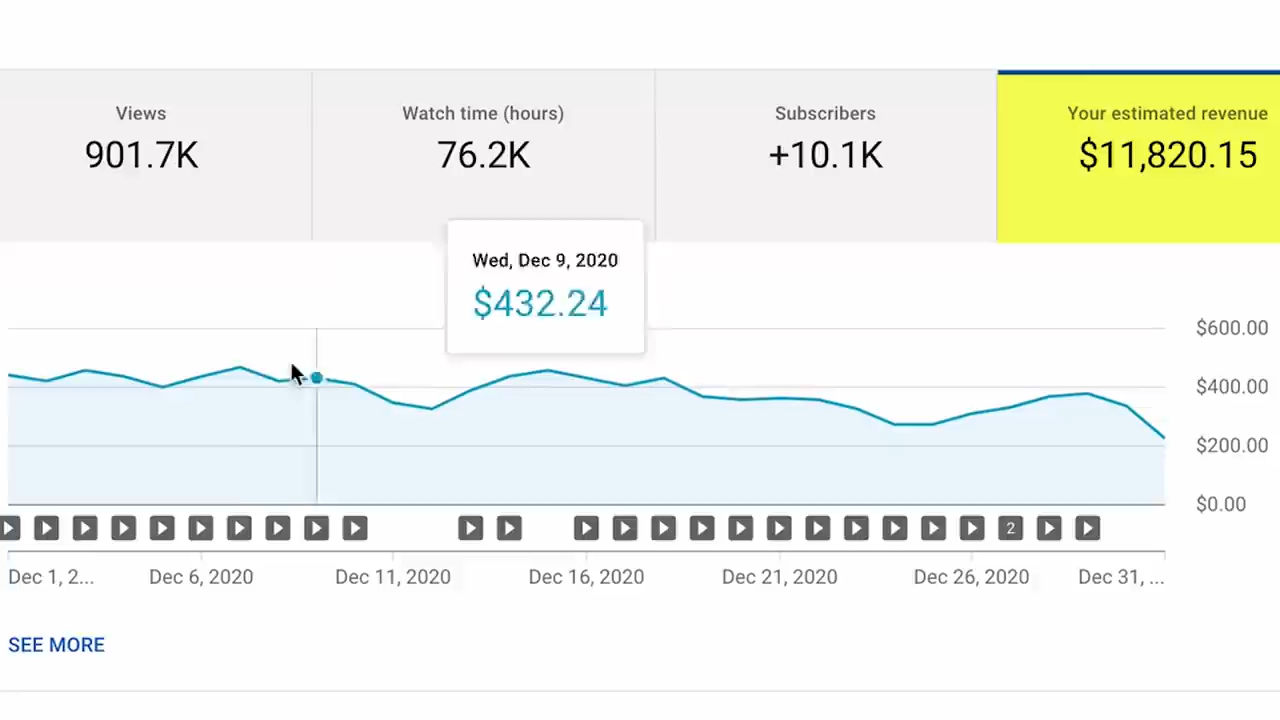 Views
901.7K
Watch time (hours)
76.2K
Subscribers
+10.1K
Your estimated revenue
$11,820.15
Wed, Dec 9, 2020
$432.24
$600.00
$400.00
$200.00
$0.00
2
Dec 1, 2... Dec 6, 2020 Dec 11, 2020 Dec 16, 2020 Dec 21, 2020 Dec 26, 2020 Dec 31, ...
SEE MORE